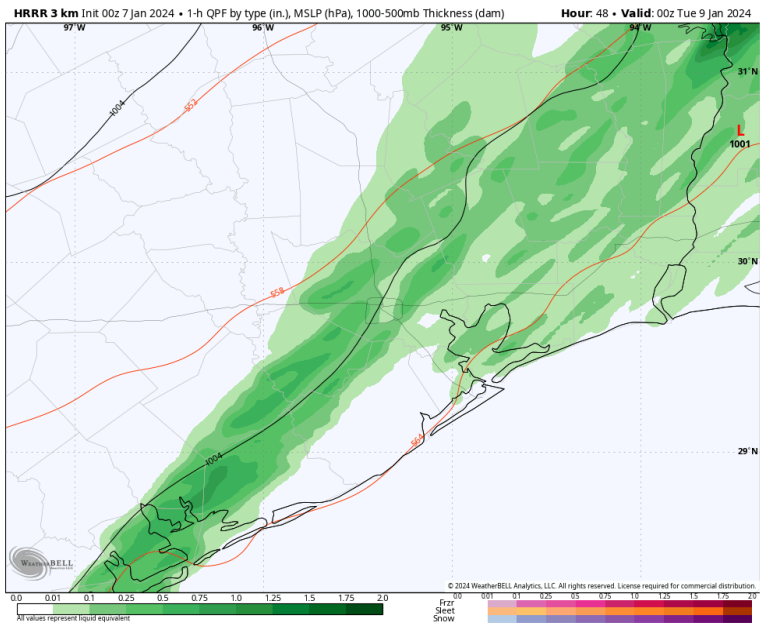 HRRR 3 km Init 00z 7 Jan 2024 • 1-h QPF by type (in.), MSLP (hPa), 1000-500mb Thickness (dam) Hour: 48 • Valid: 00z Tue 9 Jan 2024
97°W 96°W 95°W 94°W
31°N
1004
552
L
1001
30°N
558
29°N
564
1004
WEATHERBELL
© 2024 WeatherBELL Analytics, LLC. All rights reserved. License required for commercial distribution.
0.0 0.01 0.1 0.25 0.5 0.75 1.0 1.25 1.5 1.75 2.0
All values represent liquid equivalent
0.0 0.01 0.1 0.25 0.50 0.75 1.0 1.25 1.5 1.75 2.0
Frzr
Sleet
Snow